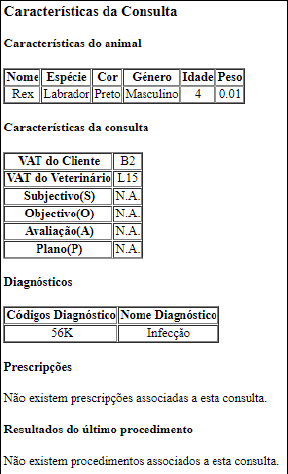 Características da Consulta
Características do animal
Nome Espécie Cor Género Idade Peso
Rex Labrador Preto Masculino 4 0.01
Características da consulta
VAT do Cliente B2
VAT do Veterinário L15
Subjectivo(S) N.A.
Objectivo(O) N.A.
Avaliação(A) N.A.
Plano(P) N.A.
Diagnósticos
Códigos Diagnóstico Nome Diagnóstico
56K Infecção
Prescrições
Não existem prescrições associadas a esta consulta.
Resultados do último procedimento
Não existem procedimentos associados a esta consulta.